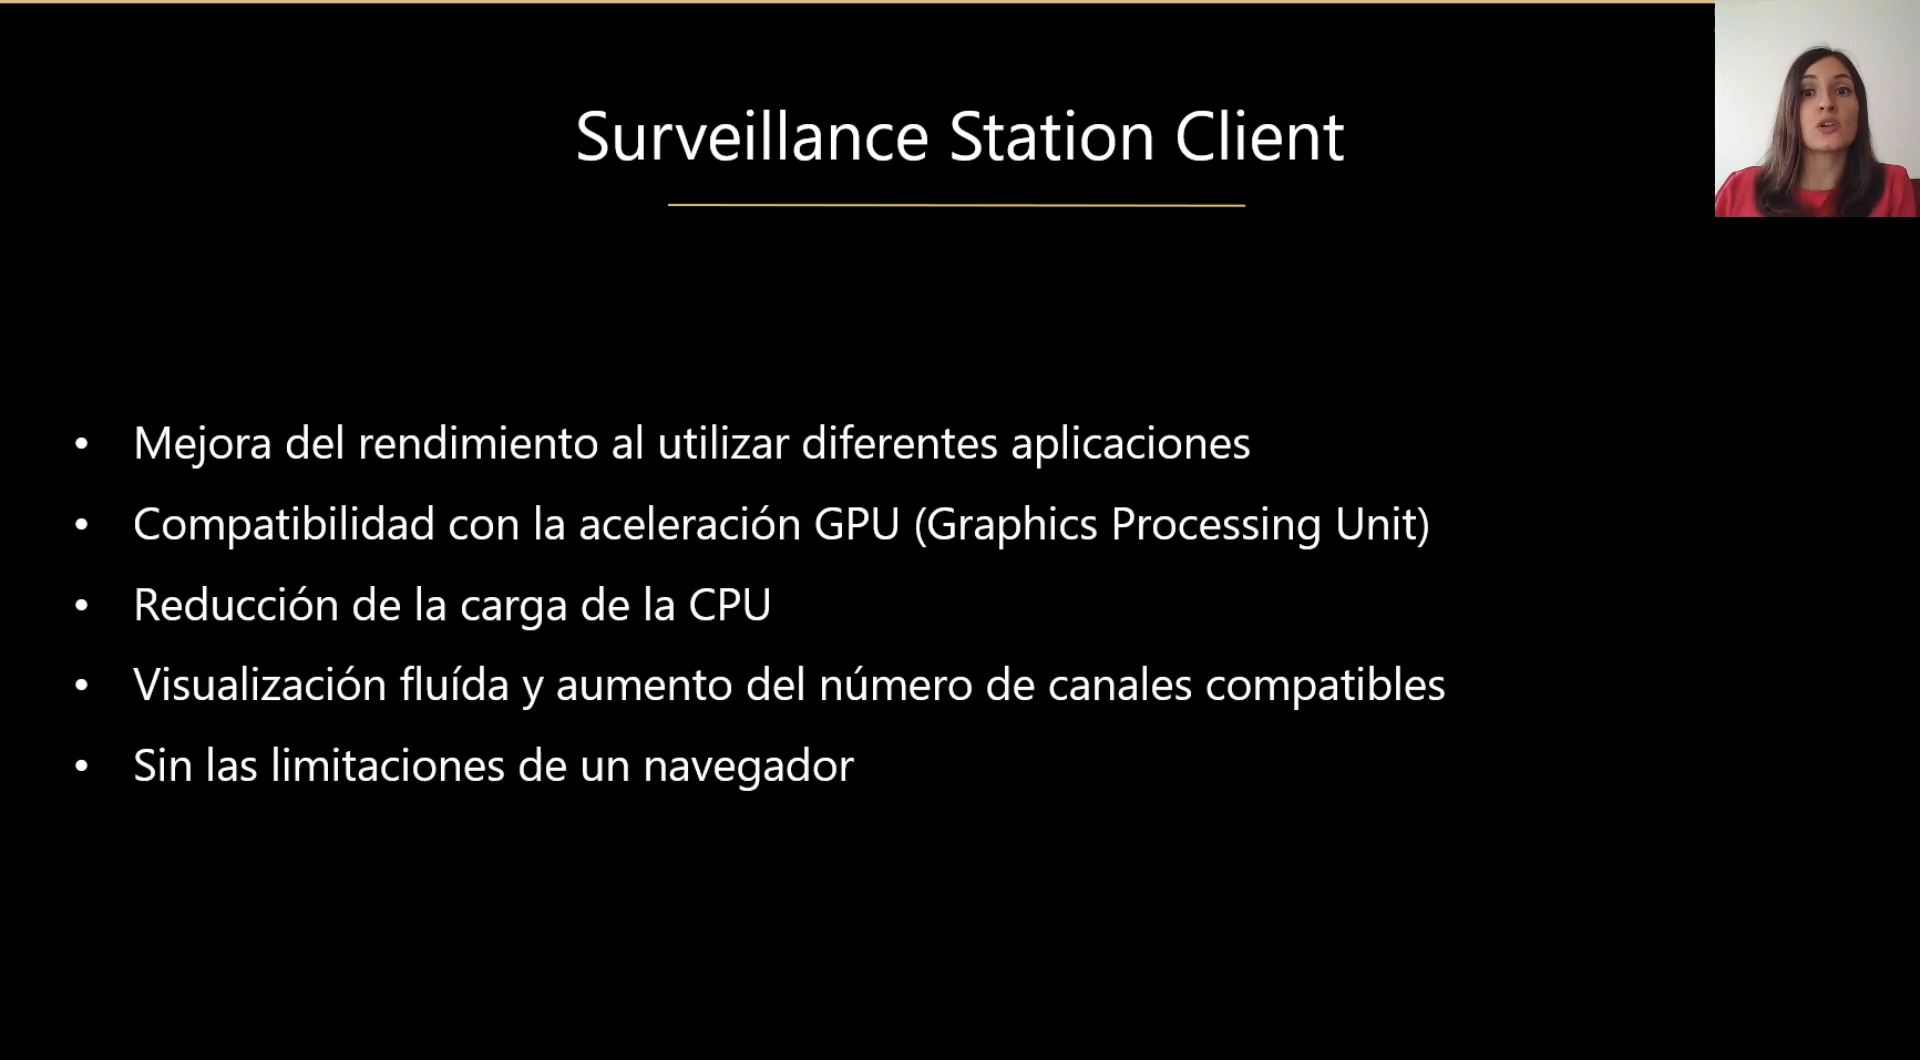 Surveillance Station Client
• Mejora del rendimiento al utilizar diferentes aplicaciones
• Compatibilidad con la aceleración GPU (Graphics Processing Unit)
• Reducción de la carga de la CPU
• Visualización fluída y aumento del número de canales compatibles
• Sin las limitaciones de un navegador